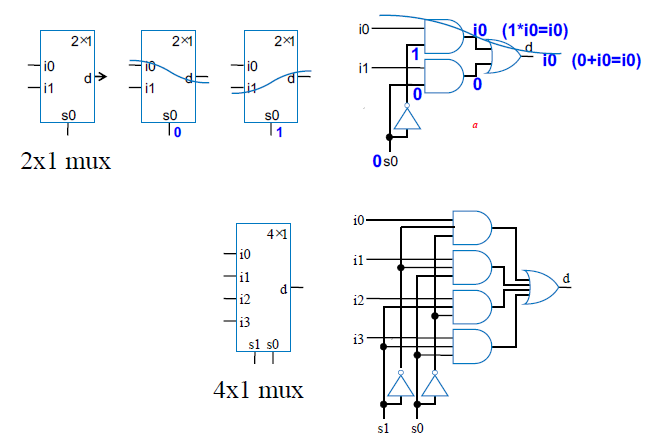 2×1
i0
d
i1
s0
2×1
i0
d
i1
s0
0
2×1
i0
d
i1
s0
1
2x1 mux
i0
i0 (1*i0=i0)
d
1
i0 (0+i0=i0)
i1
0
0
a
0 s0
4×1
i0
i1
d
i2
i3
s1 s0
4x1 mux
i0
i1
d
i2
i3
s1 s0